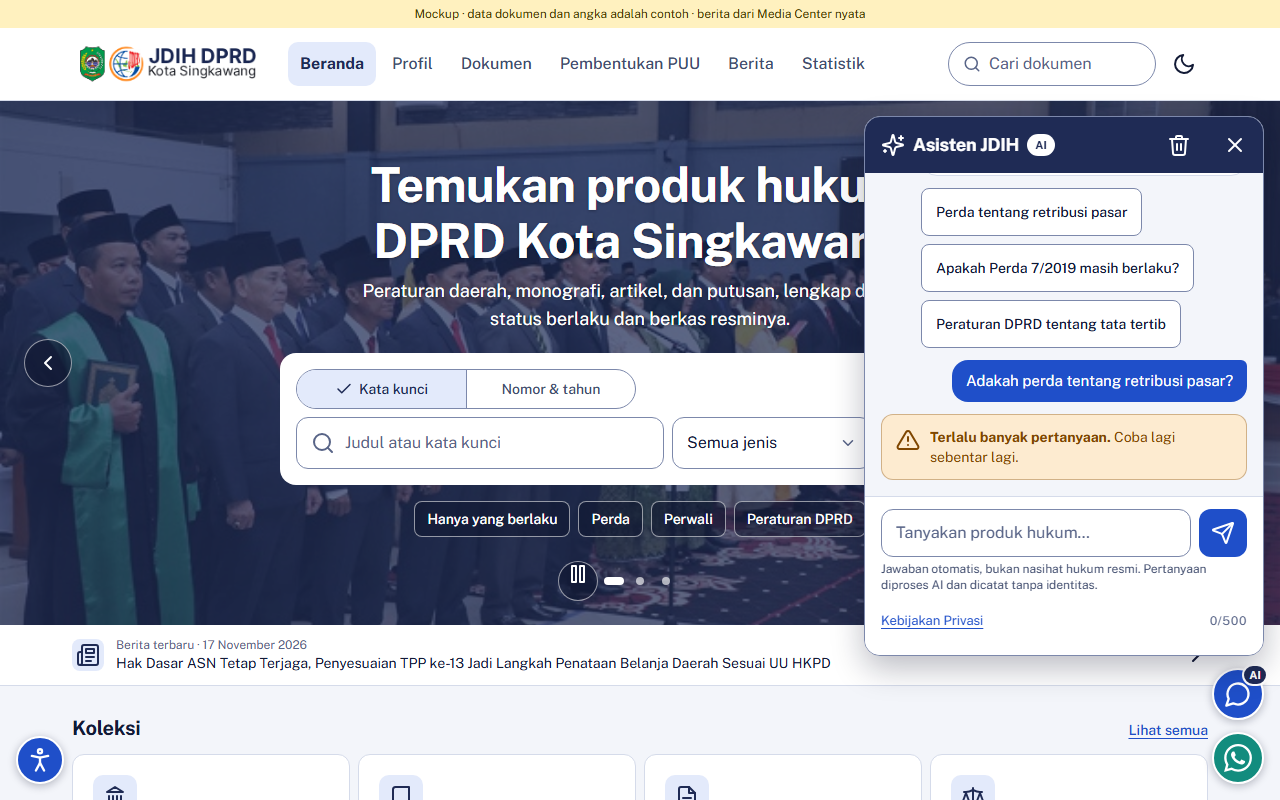 Mockup · data dokumen dan angka adalah contoh · berita dari Media Center nyata
JDIH DPRD
Kota Singkawang
Beranda
Profil
Dokumen
Pembentukan PUU
Berita
Statistik
Cari dokumen
Temukan produk huku
DPRD Kota Singkawan
Peraturan daerah, monografi, artikel, dan putusan, lengkap d
status berlaku dan berkas resminya.
Kata kunci
Nomor & tahun
Judul atau kata kunci
Semua jenis
Hanya yang berlaku
Perda
Perwali
Peraturan DPRD
Asisten JDIH
AI
Perda tentang retribusi pasar
Apakah Perda 7/2019 masih berlaku?
Peraturan DPRD tentang tata tertib
Adakah perda tentang retribusi pasar?
Terlalu banyak pertanyaan. Coba lagi
sebentar lagi.
Tanyakan produk hukum...
Jawaban otomatis, bukan nasihat hukum resmi. Pertanyaan
diproses AI dan dicatat tanpa identitas.
Kebijakan Privasi
0/500
Berita terbaru · 17 November 2026
Hak Dasar ASN Tetap Terjaga, Penyesuaian TPP ke-13 Jadi Langkah Penataan Belanja Daerah Sesuai UU HKPD
AI
Koleksi
Lihat semua